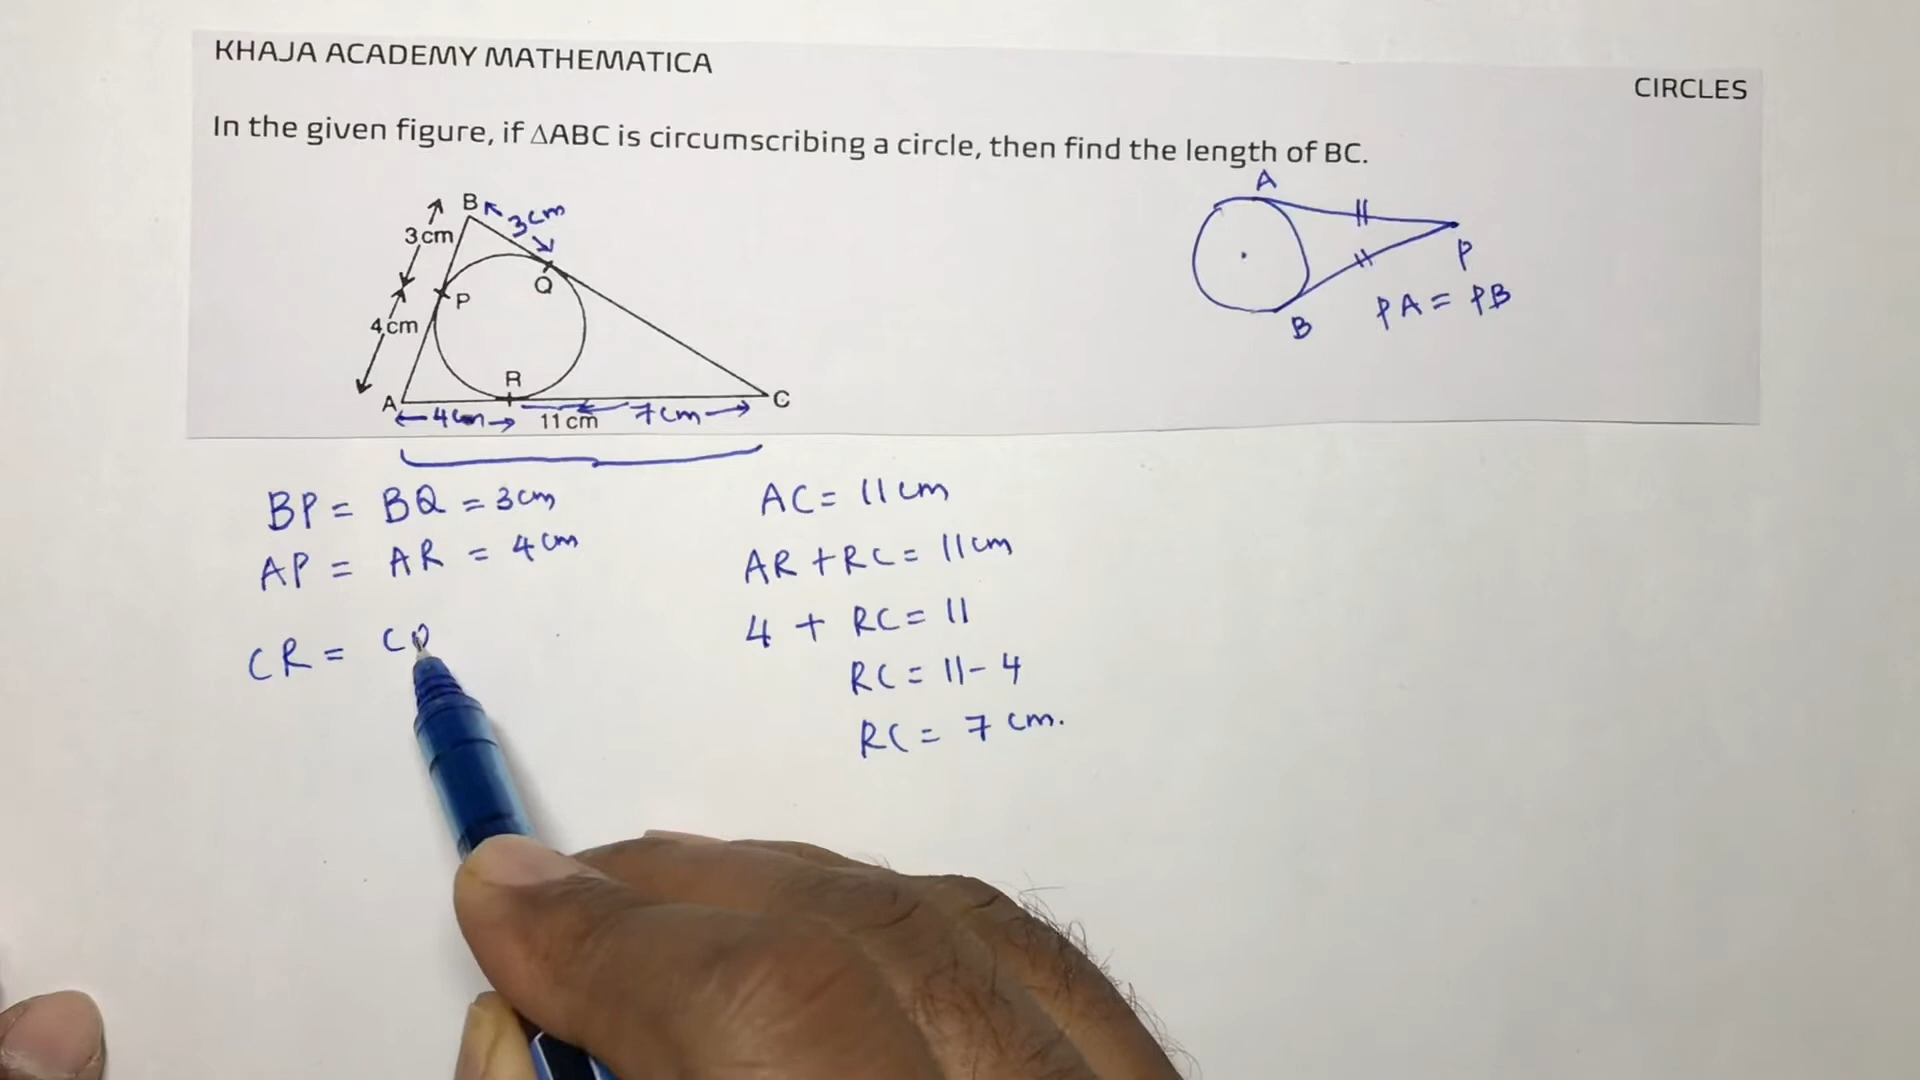 KHAJA ACADEMY MATHEMATICA
CIRCLES
In the given figure, if ∆ABC is circumscribing a circle, then find the length of BC.
B
3cm
3 cm
Q
P
4 cm
R
A
C
4cm
11 cm
7cm
A
P
B
PA = PB
BP = BQ = 3cm
AP = AR = 4cm
CR = C
AC = 11cm
AR + RC = 11cm
4 + RC = 11
RC = 11 - 4
RC = 7 cm.